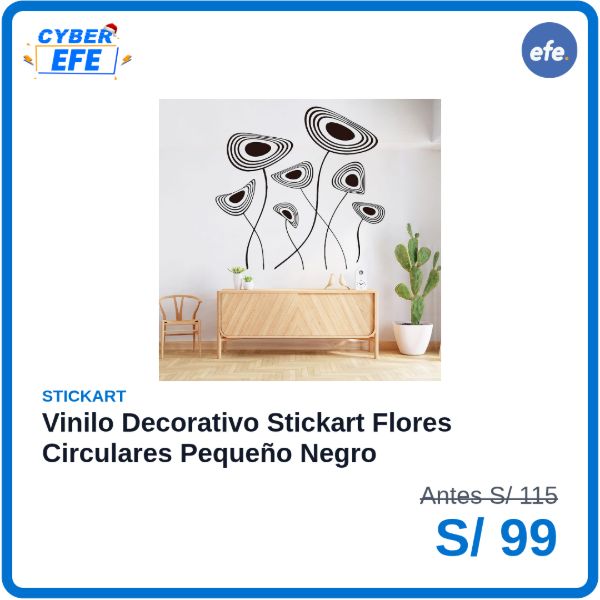 CYBER
EFE
efe.
STICKART
Vinilo Decorativo Stickart Flores
Circulares Pequeño Negro
Antes S/ 115
S/ 99